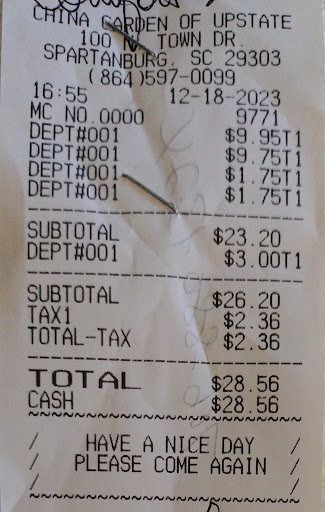 CHINA GARDEN OF UPSTATE
100 N TOWN DR.
SPARTANBURG, SC 29303
(864)597-0099
16:55 12-18-2023
MC NO.0000 9771
DEPT#001 $9.95T1
DEPT#001 $9.75T1
DEPT#001 $1.75T1
DEPT#001 $1.75T1
SUBTOTAL $23.20
DEPT#001 $3.00T1
SUBTOTAL $26.20
TAX1 $2.36
TOTAL-TAX $2.36
TOTAL $28.56
CASH $28.56
/ HAVE A NICE DAY /
/ PLEASE COME AGAIN /
/ /